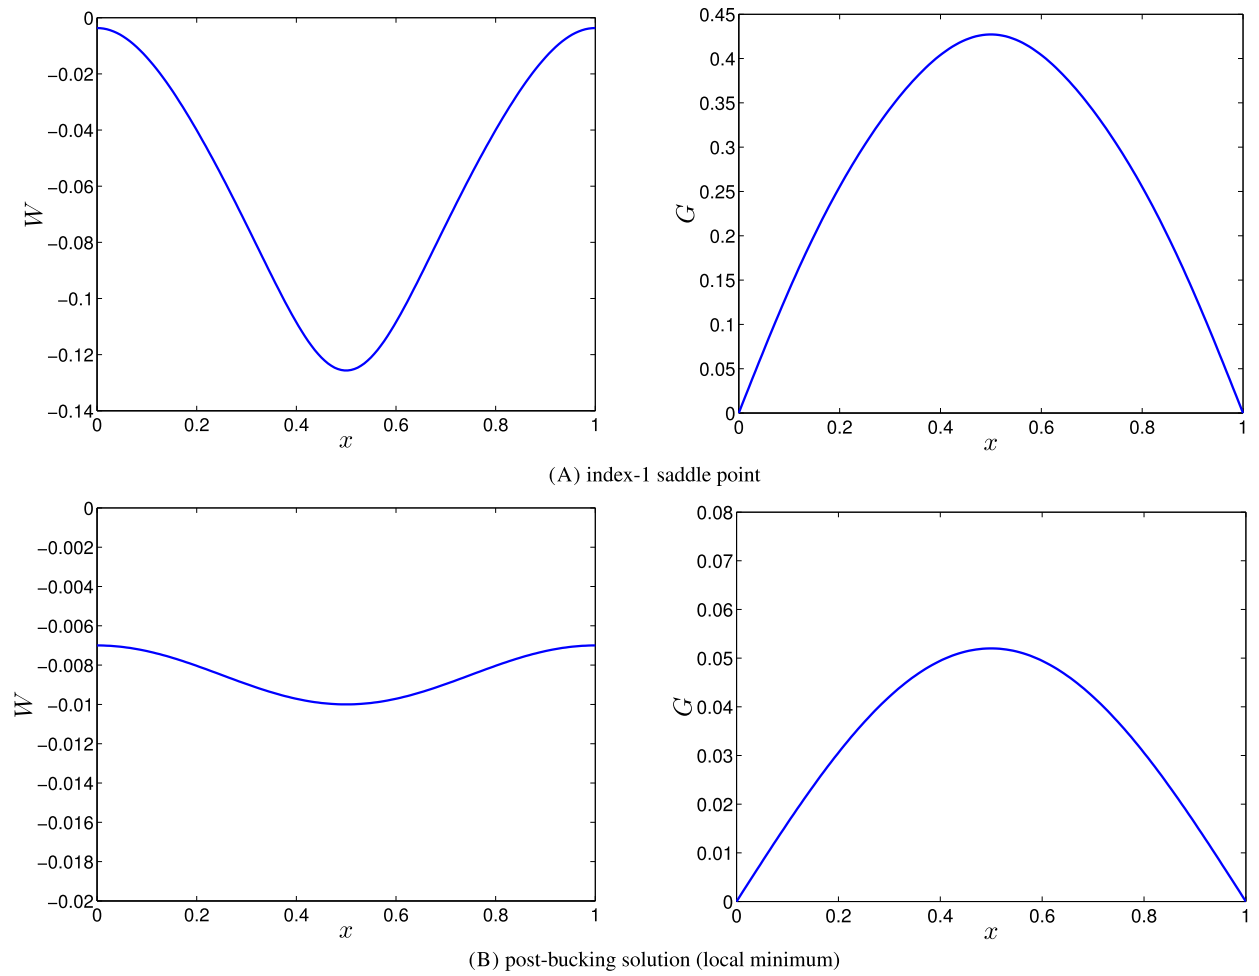 0
−0.02
−0.04
−0.06
−0.08
−0.1
−0.12
−0.14
W
0 0.2 0.4 0.6 0.8 1
x
0.45
0.4
0.35
0.3
0.25
0.2
0.15
0.1
0.05
0
G
0 0.2 0.4 0.6 0.8 1
x
(A) index-1 saddle point
0
−0.002
−0.004
−0.006
−0.008
−0.01
−0.012
−0.014
−0.016
−0.018
−0.02
W
0 0.2 0.4 0.6 0.8 1
x
0.08
0.07
0.06
0.05
0.04
0.03
0.02
0.01
0
G
0 0.2 0.4 0.6 0.8 1
x
(B) post-bucking solution (local minimum)